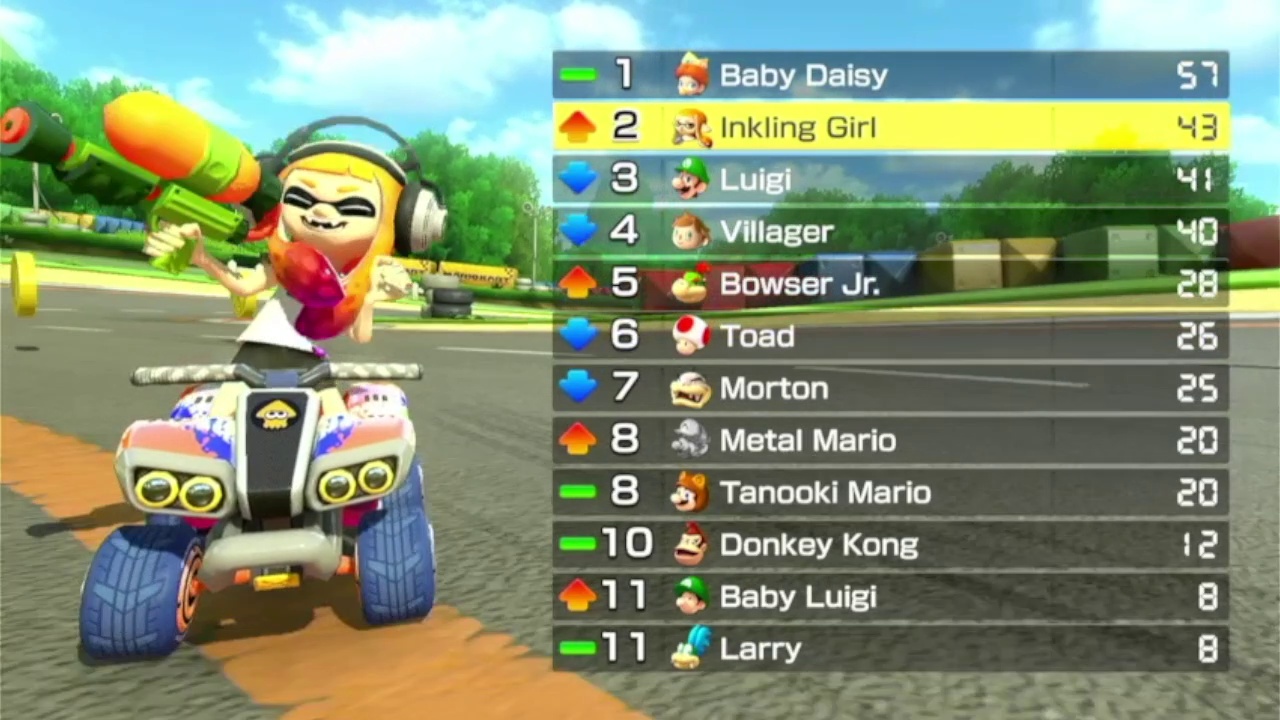 1 Baby Daisy 57
2 Inkling Girl 43
3 Luigi 41
4 Villager 40
5 Bowser Jr. 28
6 Toad 26
7 Morton 25
8 Metal Mario 20
8 Tanooki Mario 20
10 Donkey Kong 12
11 Baby Luigi 8
11 Larry 8